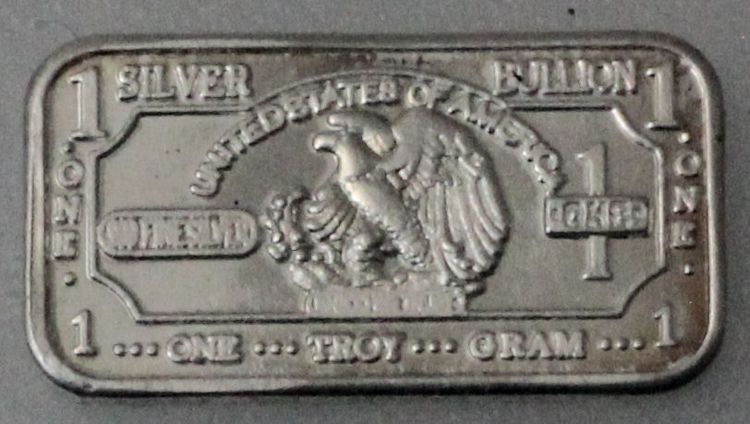 1 SILVER BULLION 1
UNITED STATES OF AMERICA
ONE
ONE
1
1 ... ONE ... TROY ... GRAM ... 1